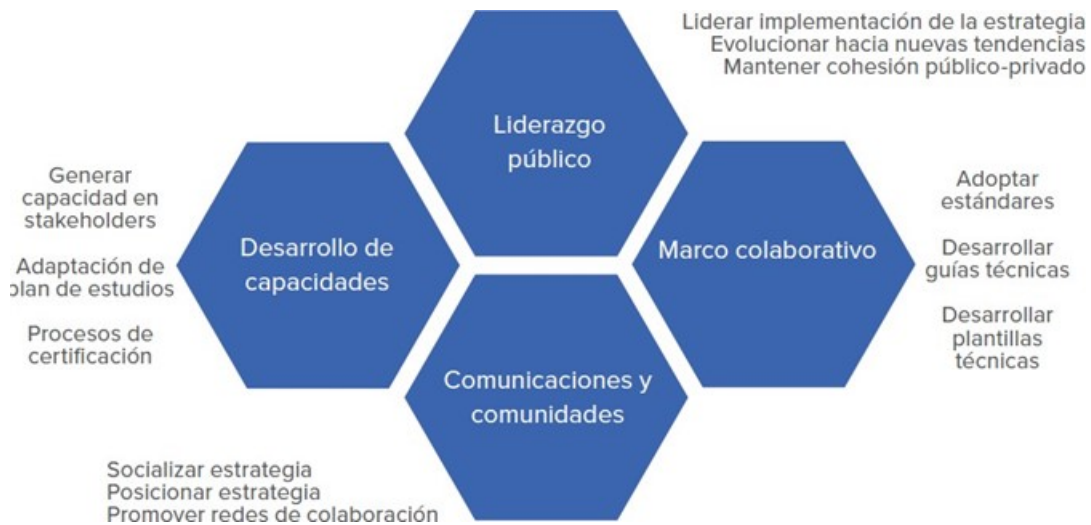 Liderar implementación de la estrategia
Evolucionar hacia nuevas tendencias
Mantener cohesión público-privado
Liderazgo
público
Generar
capacidad en
stakeholders
Adaptación de
plan de estudios
Procesos de
certificación
Desarrollo de
capacidades
Marco colaborativo
Adoptar
estándares
Desarrollar
guías técnicas
Desarrollar
plantillas
técnicas
Comunicaciones y
comunidades
Socializar estrategia
Posicionar estrategia
Promover redes de colaboración